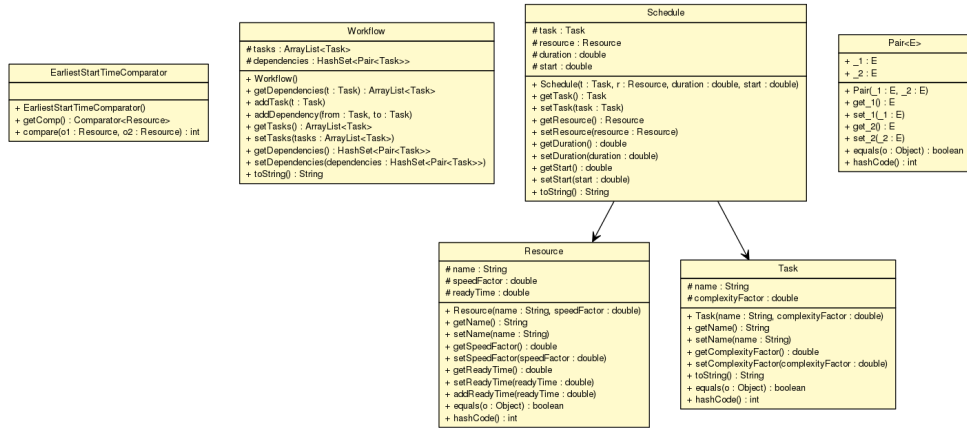 EarliestStartTimeComparator
+ EarliestStartTimeComparator()
+ getComp() : Comparator<Resource>
+ compare(o1 : Resource, o2 : Resource) : int
Workflow
# tasks : ArrayList<Task>
# dependencies : HashSet<Pair<Task>>
+ Workflow()
+ getDependencies(t : Task) : ArrayList<Task>
+ addTask(t : Task)
+ addDependency(from : Task, to : Task)
+ getTasks() : ArrayList<Task>
+ setTasks(tasks : ArrayList<Task>)
+ getDependencies() : HashSet<Pair<Task>>
+ setDependencies(dependencies : HashSet<Pair<Task>>)
+ toString() : String
Schedule
# task : Task
# resource : Resource
# duration : double
# start : double
+ Schedule(t : Task, r : Resource, duration : double, start : double)
+ getTask() : Task
+ setTask(task : Task)
+ getResource() : Resource
+ setResource(resource : Resource)
+ getDuration() : double
+ setDuration(duration : double)
+ getStart() : double
+ setStart(start : double)
+ toString() : String
Pair<E>
+ _1 : E
+ _2 : E
+ Pair(_1 : E, _2 : E)
+ get_1() : E
+ set_1(_1 : E)
+ get_2() : E
+ set_2(_2 : E)
+ equals(o : Object) : boolean
+ hashCode() : int
Resource
# name : String
# speedFactor : double
# readyTime : double
+ Resource(name : String, speedFactor : double)
+ getName() : String
+ setName(name : String)
+ getSpeedFactor() : double
+ setSpeedFactor(speedFactor : double)
+ getReadyTime() : double
+ setReadyTime(readyTime : double)
+ addReadyTime(readyTime : double)
+ equals(o : Object) : boolean
+ hashCode() : int
Task
# name : String
# complexityFactor : double
+ Task(name : String, complexityFactor : double)
+ getName() : String
+ setName(name : String)
+ getComplexityFactor() : double
+ setComplexityFactor(complexityFactor : double)
+ toString() : String
+ equals(o : Object) : boolean
+ hashCode() : int